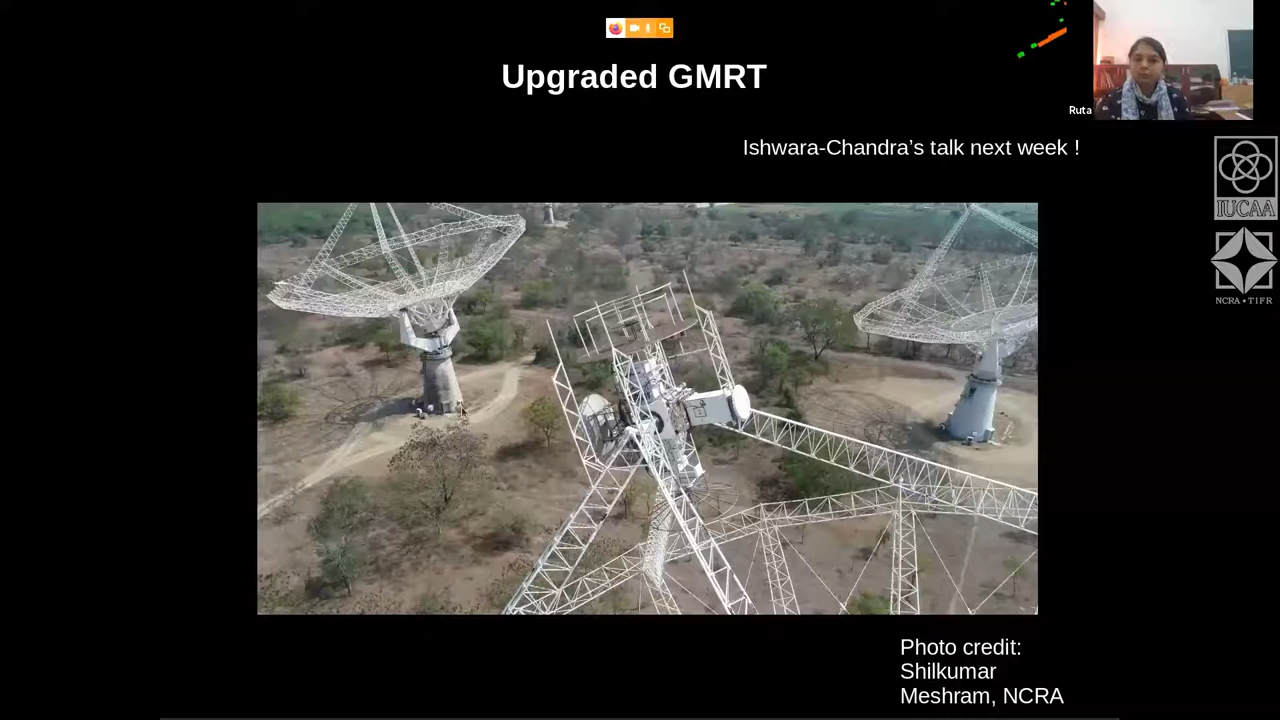 Upgraded GMRT
Ruta
Ishwara-Chandra’s talk next week !
IUCAA
NCRA•TIFR
Photo credit:
Shilkumar
Meshram, NCRA